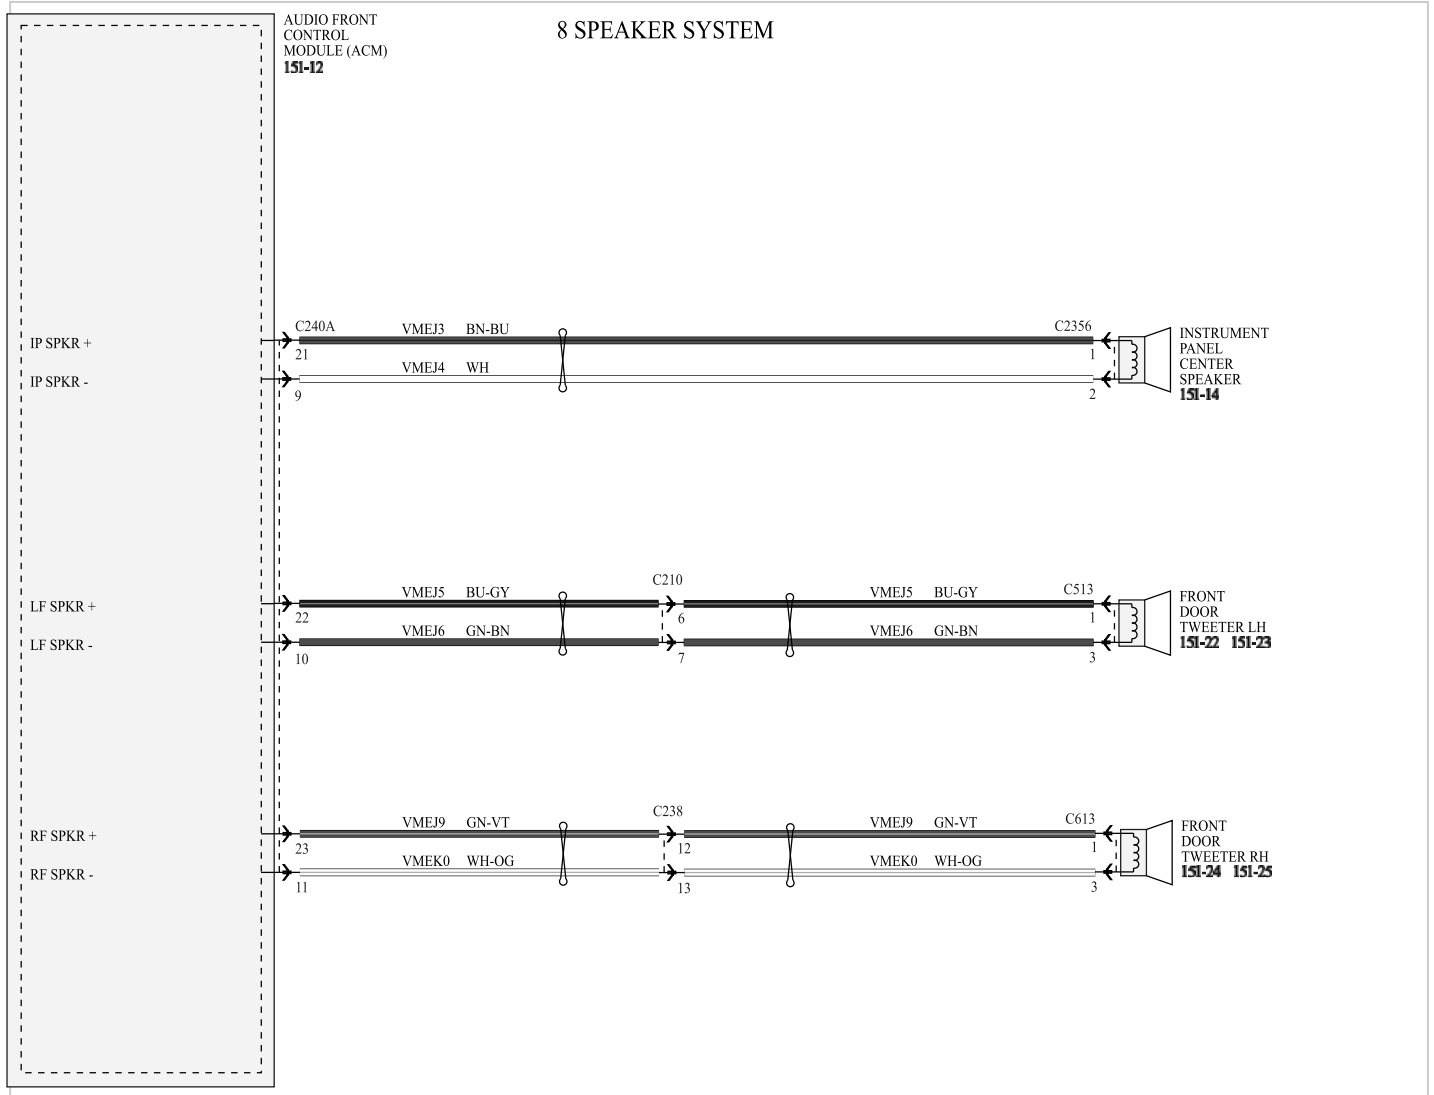 AUDIO FRONT
CONTROL
MODULE (ACM)
151-12
8 SPEAKER SYSTEM
IP SPKR +
C240A
21
VMEJ3 BN-BU
C2356
1
INSTRUMENT
PANEL
CENTER
SPEAKER
151-14
IP SPKR -
9
VMEJ4 WH
2
LF SPKR +
22
VMEJ5 BU-GY
C210
6
VMEJ5 BU-GY
C513
1
FRONT
DOOR
TWEETER LH
151-22 151-23
LF SPKR -
10
VMEJ6 GN-BN
7
VMEJ6 GN-BN
3
RF SPKR +
23
VMEJ9 GN-VT
C238
12
VMEJ9 GN-VT
C613
1
FRONT
DOOR
TWEETER RH
151-24 151-25
RF SPKR -
11
VMEK0 WH-OG
13
VMEK0 WH-OG
3